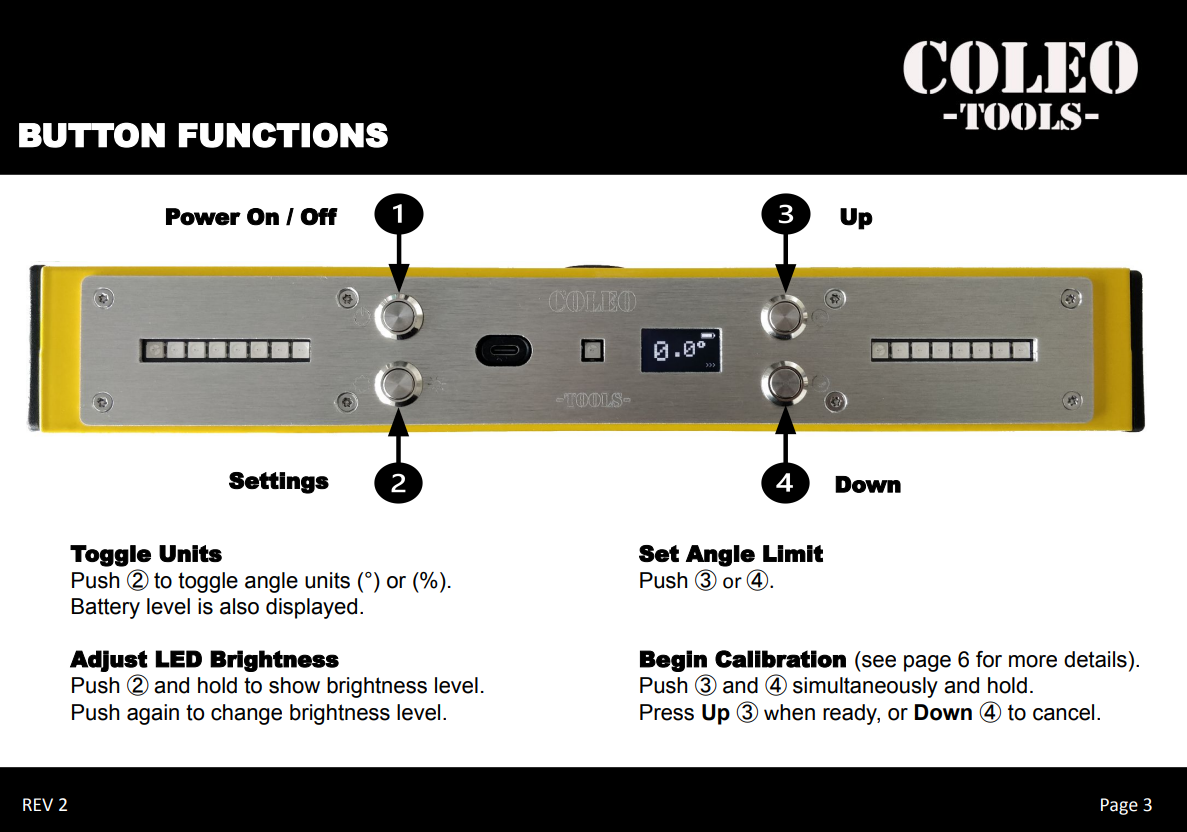 COLEO
-TOOLS-
BUTTON FUNCTIONS
Power On / Off
1
3
Up
COLEO
0.0°
-TOOLS-
Settings
2
4
Down
Toggle Units
Push ② to toggle angle units (°) or (%).
Battery level is also displayed.
Adjust LED Brightness
Push ② and hold to show brightness level.
Push again to change brightness level.
Set Angle Limit
Push ③ or ④.
Begin Calibration (see page 6 for more details).
Push ③ and ④ simultaneously and hold.
Press Up ③ when ready, or Down ④ to cancel.
REV 2
Page 3